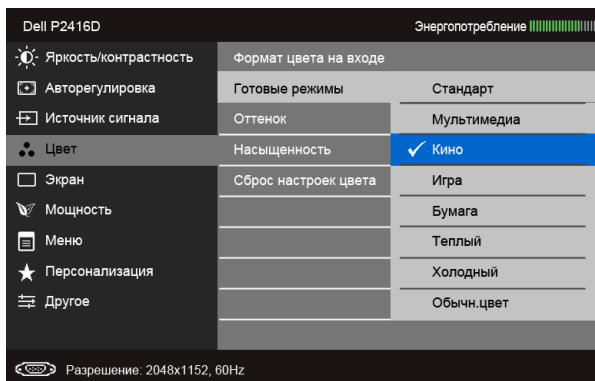 Dell P2416D
Энергопотребление
Яркость/контрастность
Формат цвета на входе
Авторегулировка
Готовые режимы
Стандарт
Источник сигнала
Оттенок
Мультимедиа
Цвет
Насыщенность
Кино
Экран
Сброс настроек цвета
Игра
Мощность
Бумага
Меню
Теплый
Персонализация
Холодный
Другое
Обычн.цвет
Разрешение: 2048x1152, 60Hz